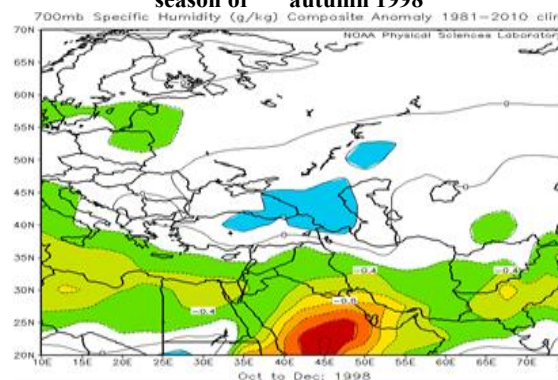 season of autumn 1998
700mb Specific Humidity (g/kg) Composite Anomaly 1981-2010 clim
NOAA Physical Sciences Laborator
70N
65N
60N
55N
50N
45N
40N
35N
30N
25N
20N
0
0
0
-0.4
-0.4
-0.8
-0.4
10E 15E 20E 25E 30E 35E 40E 45E 50E 55E 60E 65E 70E
Oct to Dec: 1998